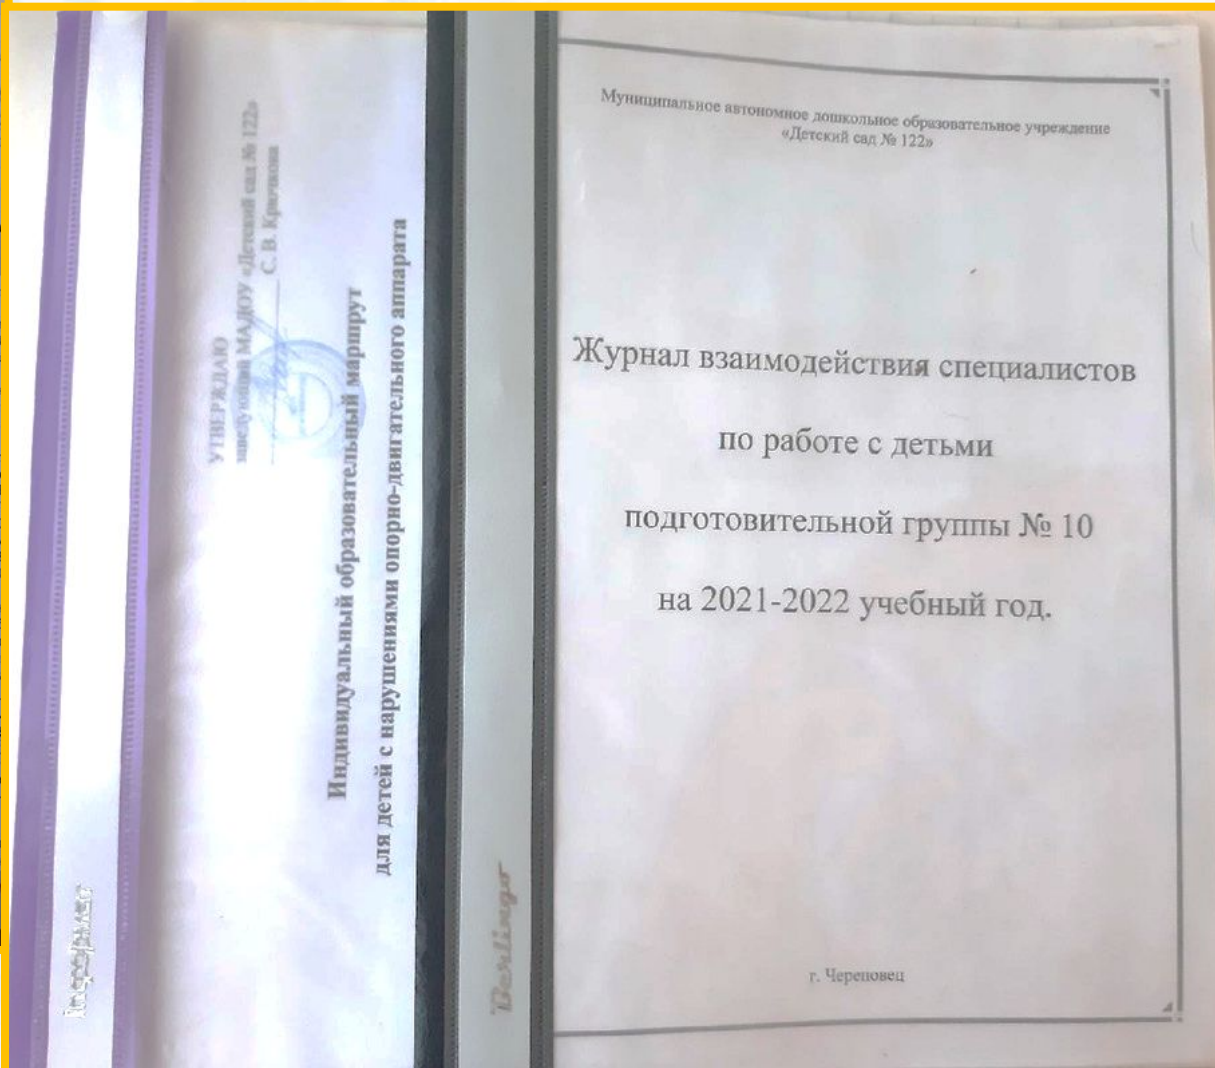 УТВЕРЖДАЮ
заведующий МАДОУ «Детский сад № 122»
С. В. Крючкова
Индивидуальный образовательный маршрут
для детей с нарушениями опорно-двигательного аппарата
Berlingo
Муниципальное автономное дошкольное образовательное учреждение
«Детский сад № 122»
Журнал взаимодействия специалистов
по работе с детьми
подготовительной группы № 10
на 2021-2022 учебный год.
г. Череповец